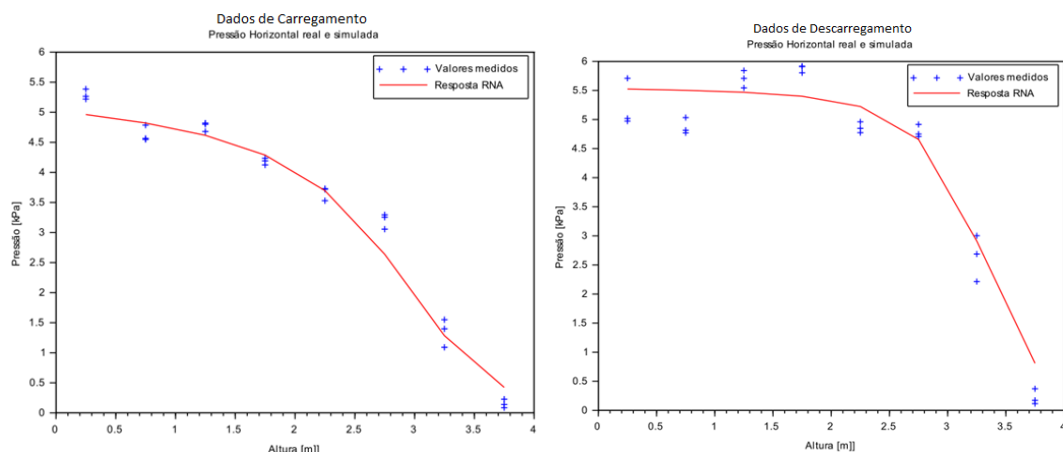 Dados de Carregamento
Pressão Horizontal real e simulada
6
5.5
5
4.5
4
3.5
3
2.5
2
1.5
1
0.5
0
Pressão [kPa]
Valores medidos
Resposta RNA
0 0.5 1 1.5 2 2.5 3 3.5 4
Altura [m]]
Dados de Descarregamento
Pressão Horizontal real e simulada
6
5.5
5
4.5
4
3.5
3
2.5
2
1.5
1
0.5
0
Pressão [kPa]
Valores medidos
Resposta RNA
0 0.5 1 1.5 2 2.5 3 3.5 4
Altura [m]]